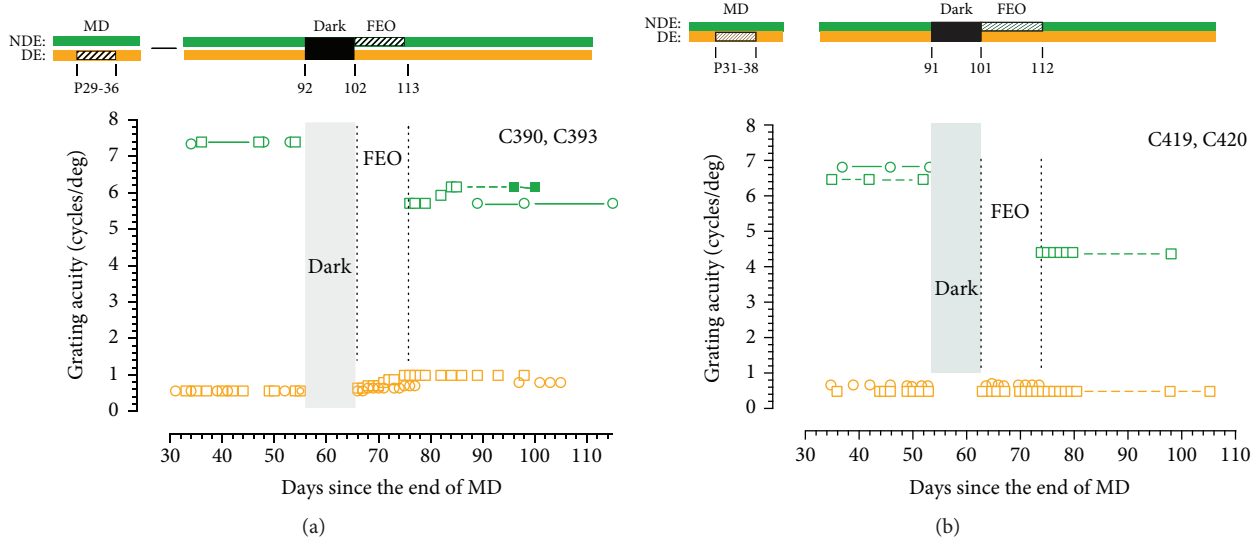 MD
Dark
FEO
NDE:
DE:
P29-36
92
102
113
8
7
6
5
4
3
2
1
0
Grating acuity (cycles/deg)
C390, C393
FEO
Dark
30
40
50
60
70
80
90
100
110
Days since the end of MD
(a)
MD
Dark
FEO
NDE:
DE:
P31-38
91
101
112
8
7
6
5
4
3
2
1
0
Grating acuity (cycles/deg)
C419, C420
FEO
Dark
30
40
50
60
70
80
90
100
110
Days since the end of MD
(b)